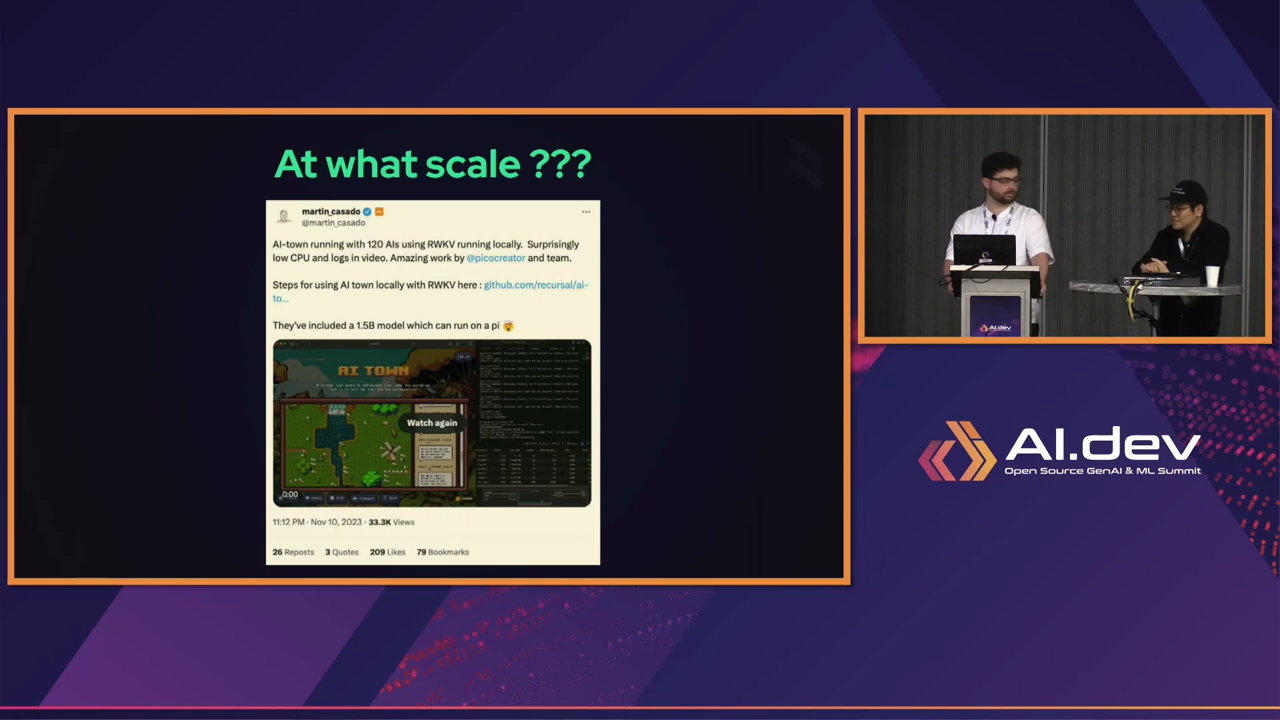 At what scale ???
martin_casado
@martin_casado
AI-town running with 120 AIs using RWKV running locally. Surprisingly
low CPU and logs in video. Amazing work by @picocreator and team.
Steps for using AI town locally with RWKV here : github.com/recursal/ai-
to...
They've included a 1.5B model which can run on a pi 🤯
AI TOWN
Watch again
0:00
11:12 PM · Nov 10, 2023 · 33.3K Views
26 Reposts 3 Quotes 209 Likes 79 Bookmarks
AI.dev
AI.dev
Open Source GenAI & ML Summit